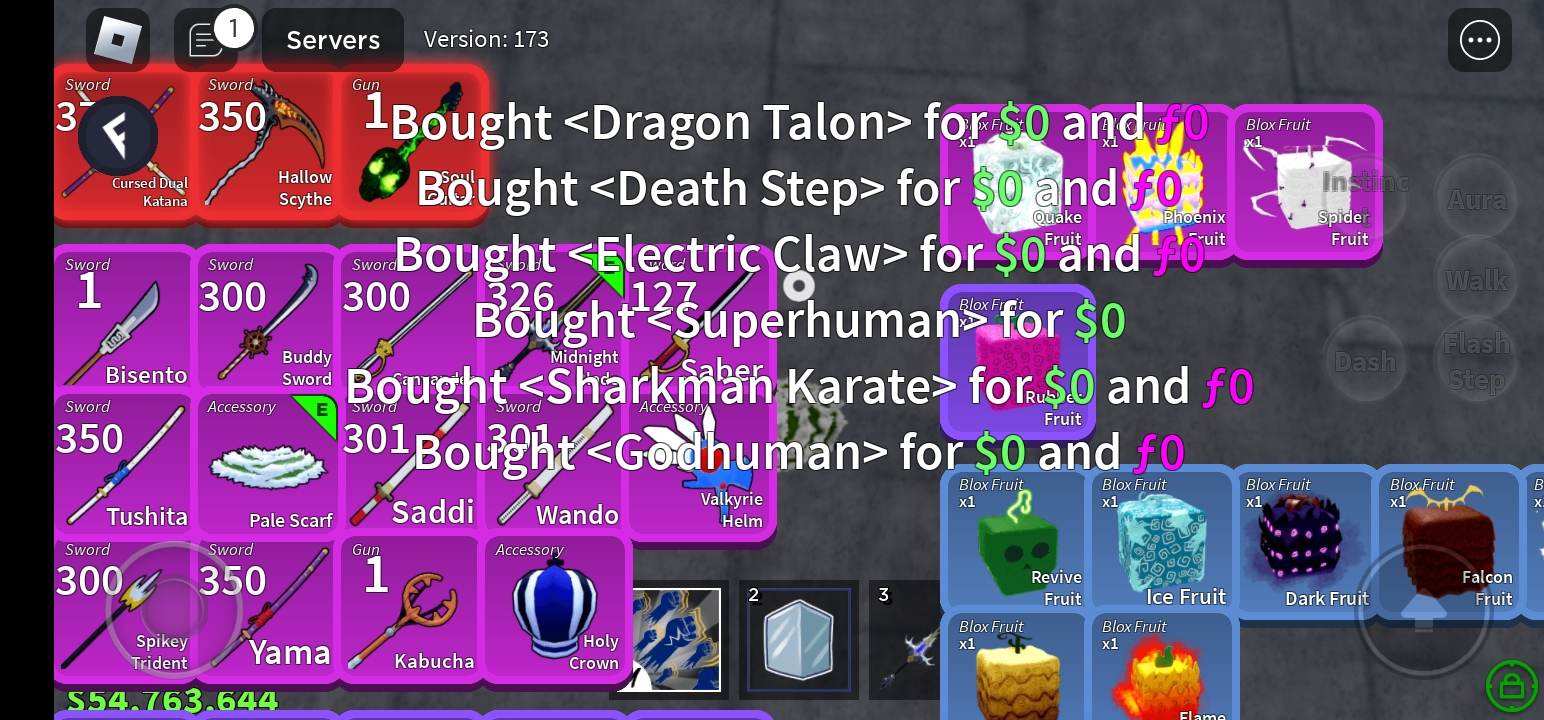 1
Servers
Version: 173
Sword
Cursed Dual
Katana
Sword
350
Hallow
Scythe
Gun
1
Soul
Bought <Dragon Talon> for $0 and ƒ0
Bought <Death Step> for $0 and ƒ0
Bought <Electric Claw> for $0 and ƒ0
Bought <Superhuman> for $0
Bought <Sharkman Karate> for $0 and ƒ0
Bought <Godhuman> for $0 and ƒ0
Blox Fruit
x1
Quake
Fruit
Blox Fruit
x1
Phoenix
Fruit
Blox Fruit
x1
Spider
Fruit
Aura
Walk
Dash
Flash
Step
Sword
1
Bisento
Sword
300
Buddy
Sword
Sword
300
Sword
326
Midnight
Sword
127
Saber
Blox Fruit
x1
Rubber
Fruit
Sword
350
Tushita
Accessory
E
Pale Scarf
Sword
301
Saddi
Sword
301
Wando
Accessory
Valkyrie
Helm
Sword
300
Spikey
Trident
Sword
350
Yama
Gun
1
Kabucha
Accessory
Holy
Crown
2
3
Blox Fruit
x1
Revive
Fruit
Blox Fruit
x1
Ice Fruit
Blox Fruit
x1
Dark Fruit
Blox Fruit
x1
Falcon
Fruit
Blox Fruit
x1
Blox Fruit
x1
Flame
$54,763,644